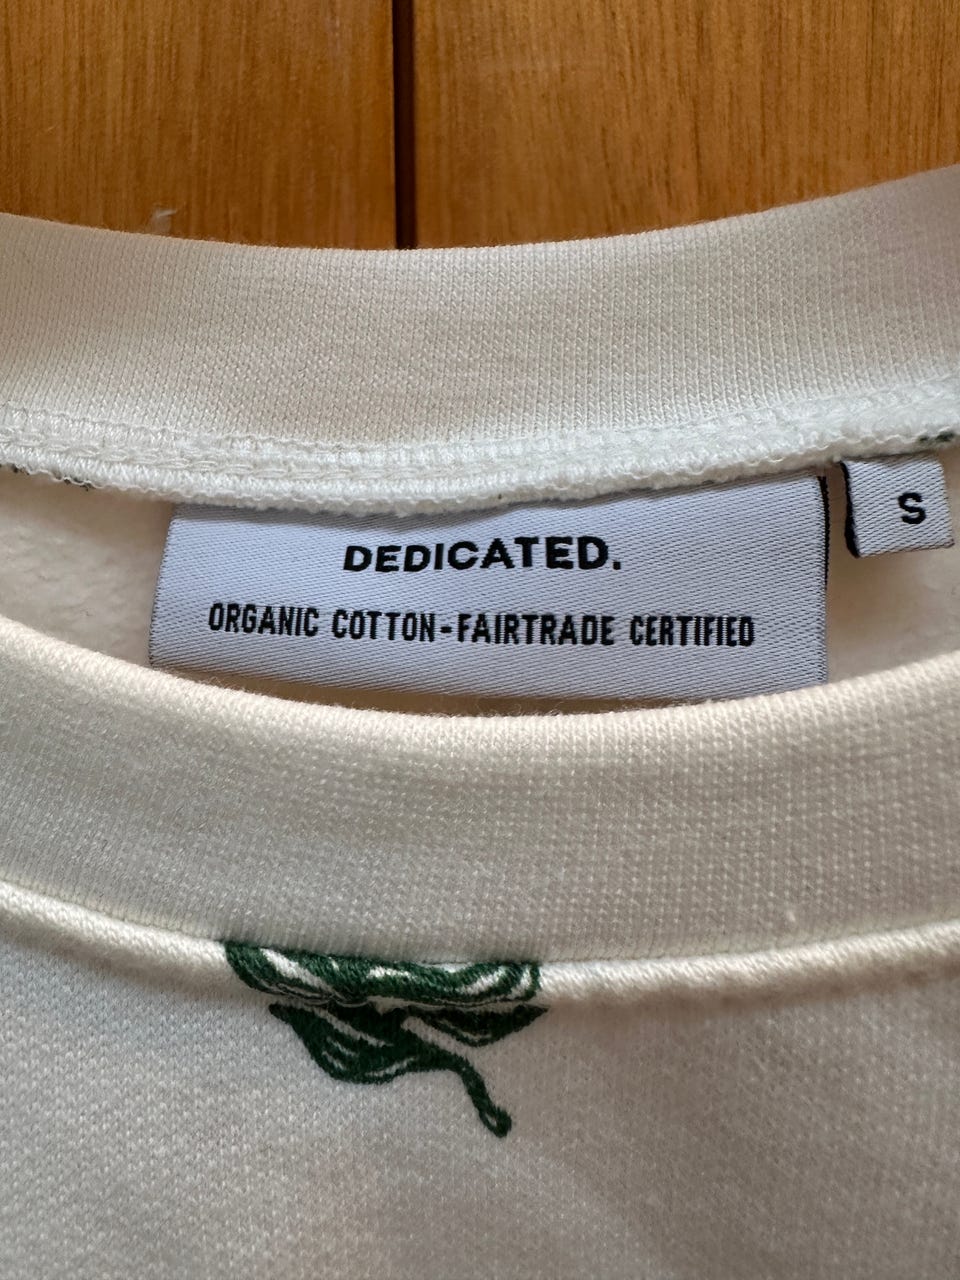 DEDICATED.
ORGANIC COTTON-FAIRTRADE CERTIFIED
S